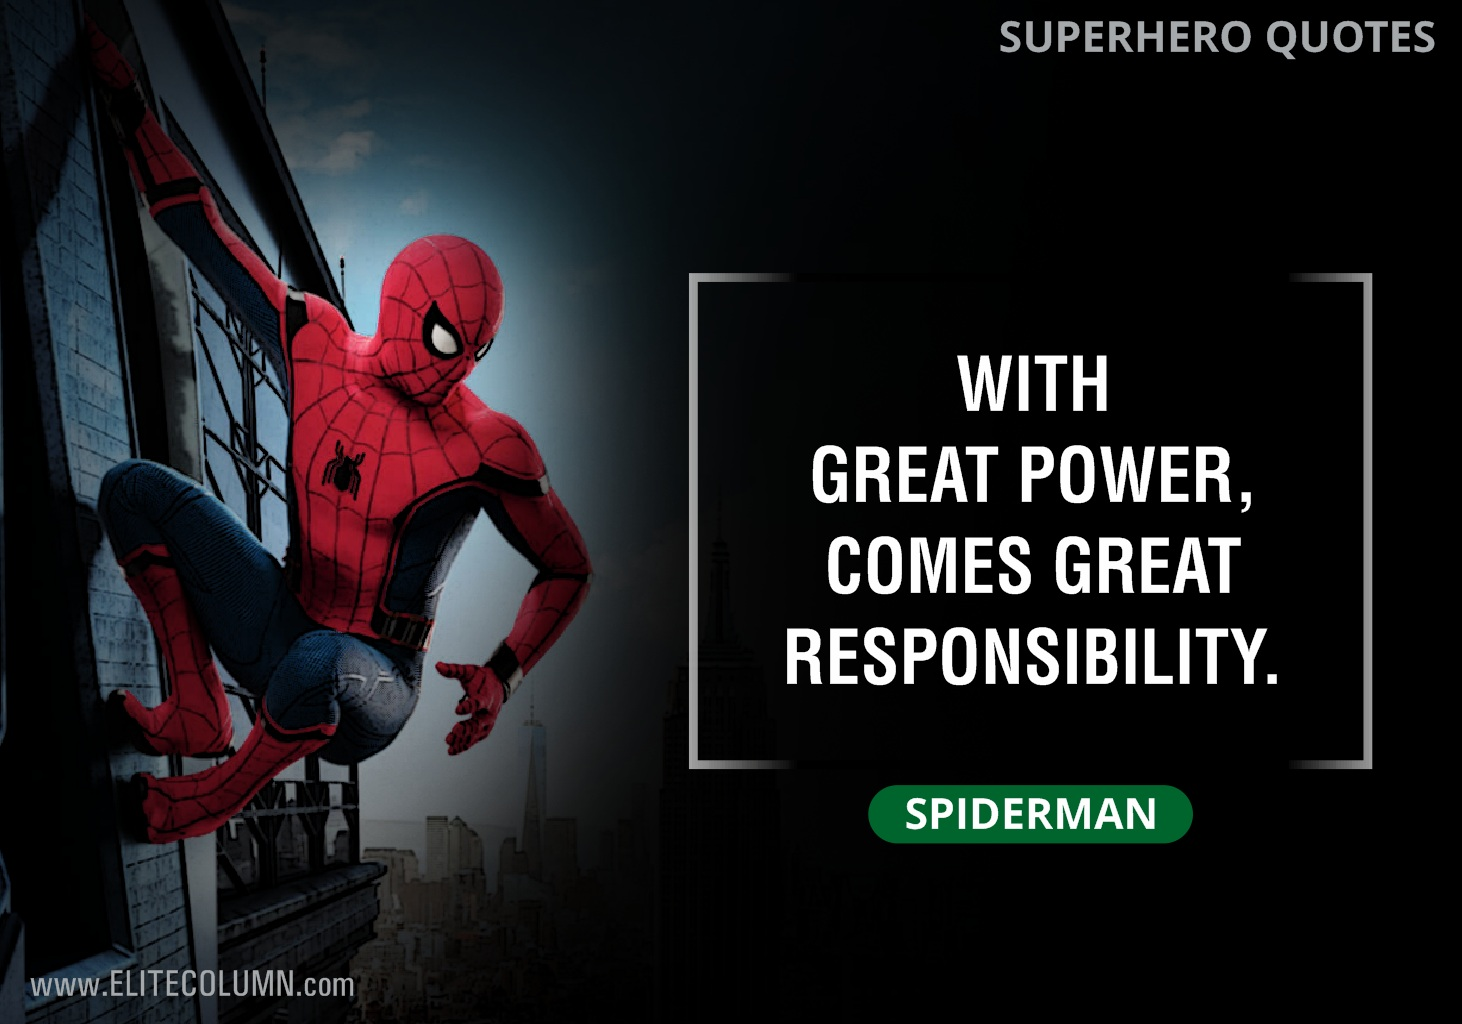 SUPERHERO QUOTES
WITH
GREAT POWER,
COMES GREAT
RESPONSIBILITY.
SPIDERMAN
www.ELITECOLUMN.com